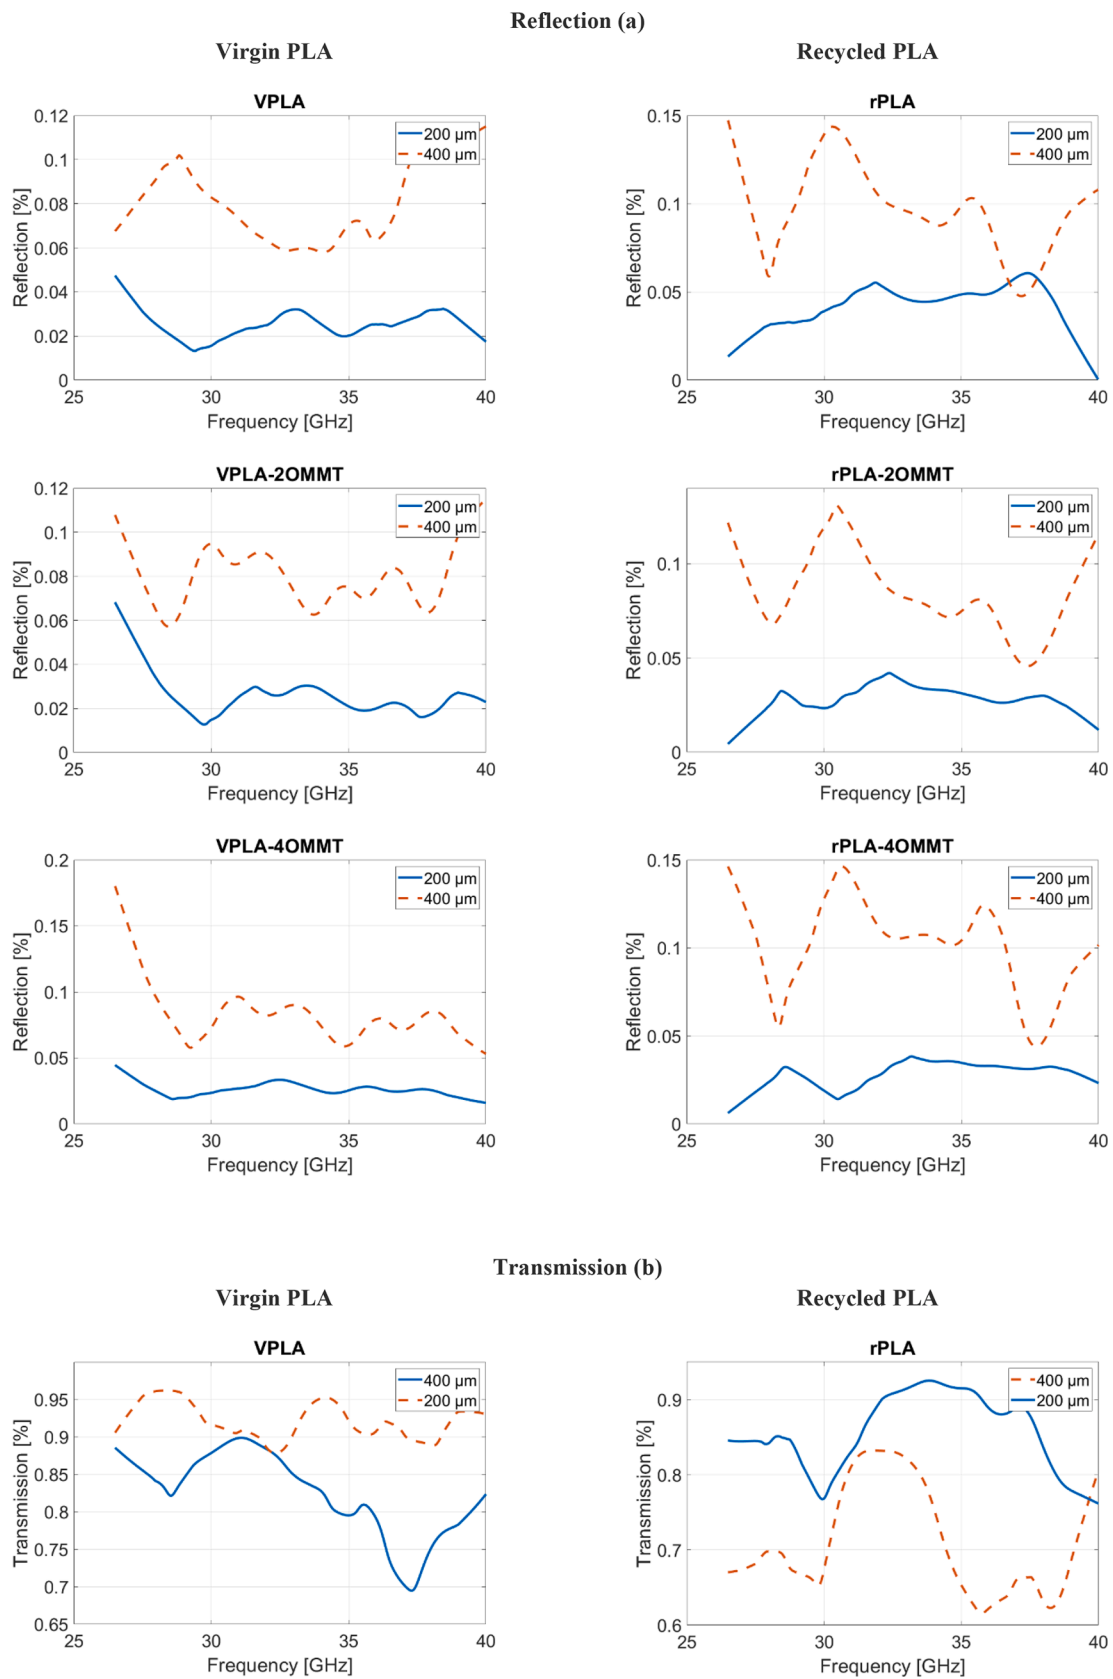 Reflection (a)
Virgin PLA Recycled PLA
VPLA
0.12
0.1
0.08
0.06
0.04
0.02
0
25 30 35 40
Reflection [%]
Frequency [GHz]
200 µm
400 µm
rPLA
0.15
0.1
0.05
0
25 30 35 40
Reflection [%]
Frequency [GHz]
200 µm
400 µm
VPLA-2OMMT
0.12
0.1
0.08
0.06
0.04
0.02
0
25 30 35 40
Reflection [%]
Frequency [GHz]
200 µm
400 µm
rPLA-2OMMT
0.1
0.05
0
25 30 35 40
Reflection [%]
Frequency [GHz]
200 µm
400 µm
VPLA-4OMMT
0.2
0.15
0.1
0.05
0
25 30 35 40
Reflection [%]
Frequency [GHz]
200 µm
400 µm
rPLA-4OMMT
0.15
0.1
0.05
0
25 30 35 40
Reflection [%]
Frequency [GHz]
200 µm
400 µm
Transmission (b)
Virgin PLA Recycled PLA
VPLA
0.95
0.9
0.85
0.8
0.75
0.7
0.65
25 30 35 40
Transmission [%]
Frequency [GHz]
400 µm
200 µm
rPLA
0.9
0.8
0.7
0.6
25 30 35 40
Transmission [%]
Frequency [GHz]
400 µm
200 µm